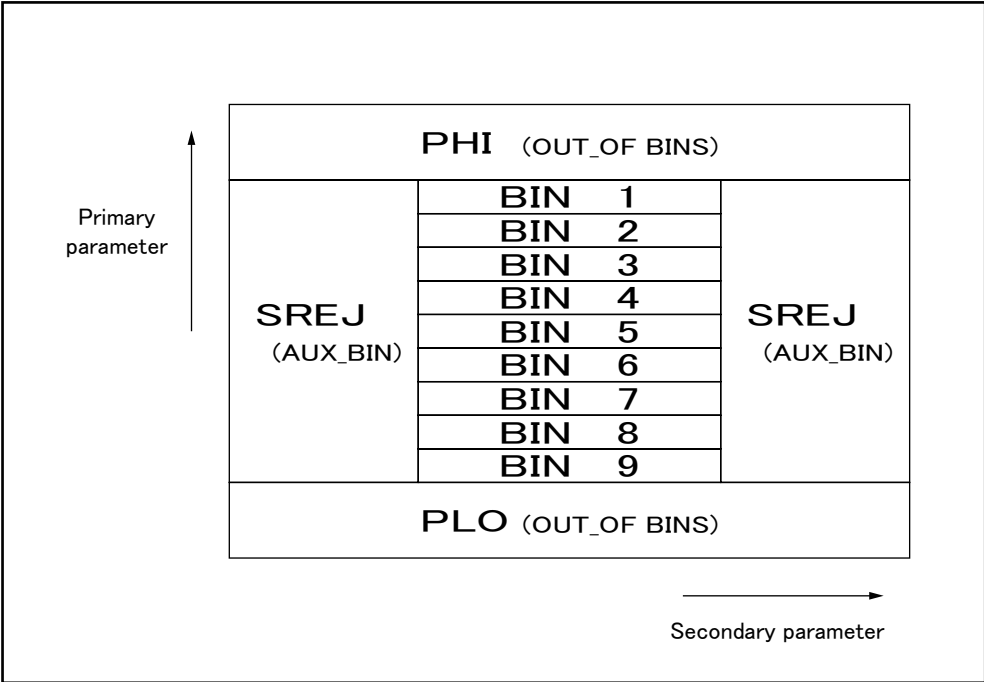 PHI (OUT_OF BINS)
Primary
parameter
BIN 1
BIN 2
BIN 3
BIN 4
BIN 5
BIN 6
BIN 7
BIN 8
BIN 9
SREJ
(AUX_BIN)
SREJ
(AUX_BIN)
PLO (OUT_OF BINS)
Secondary parameter